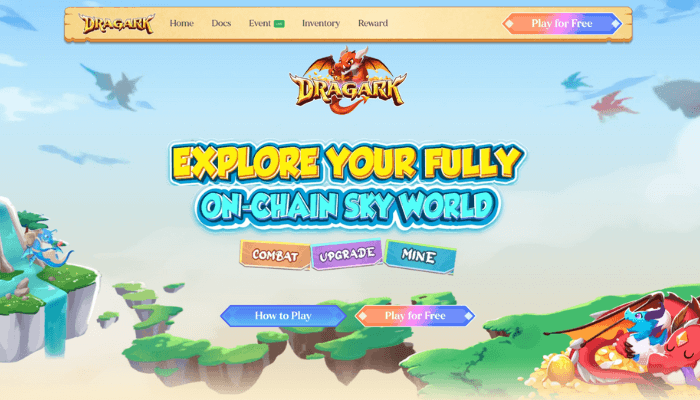 DRAGARK Home Docs Event LIVE Inventory Reward Play for Free
DRAGARK
EXPLORE YOUR FULLY
ON-CHAIN SKY WORLD
COMBAT UPGRADE MINE
How to Play Play for Free